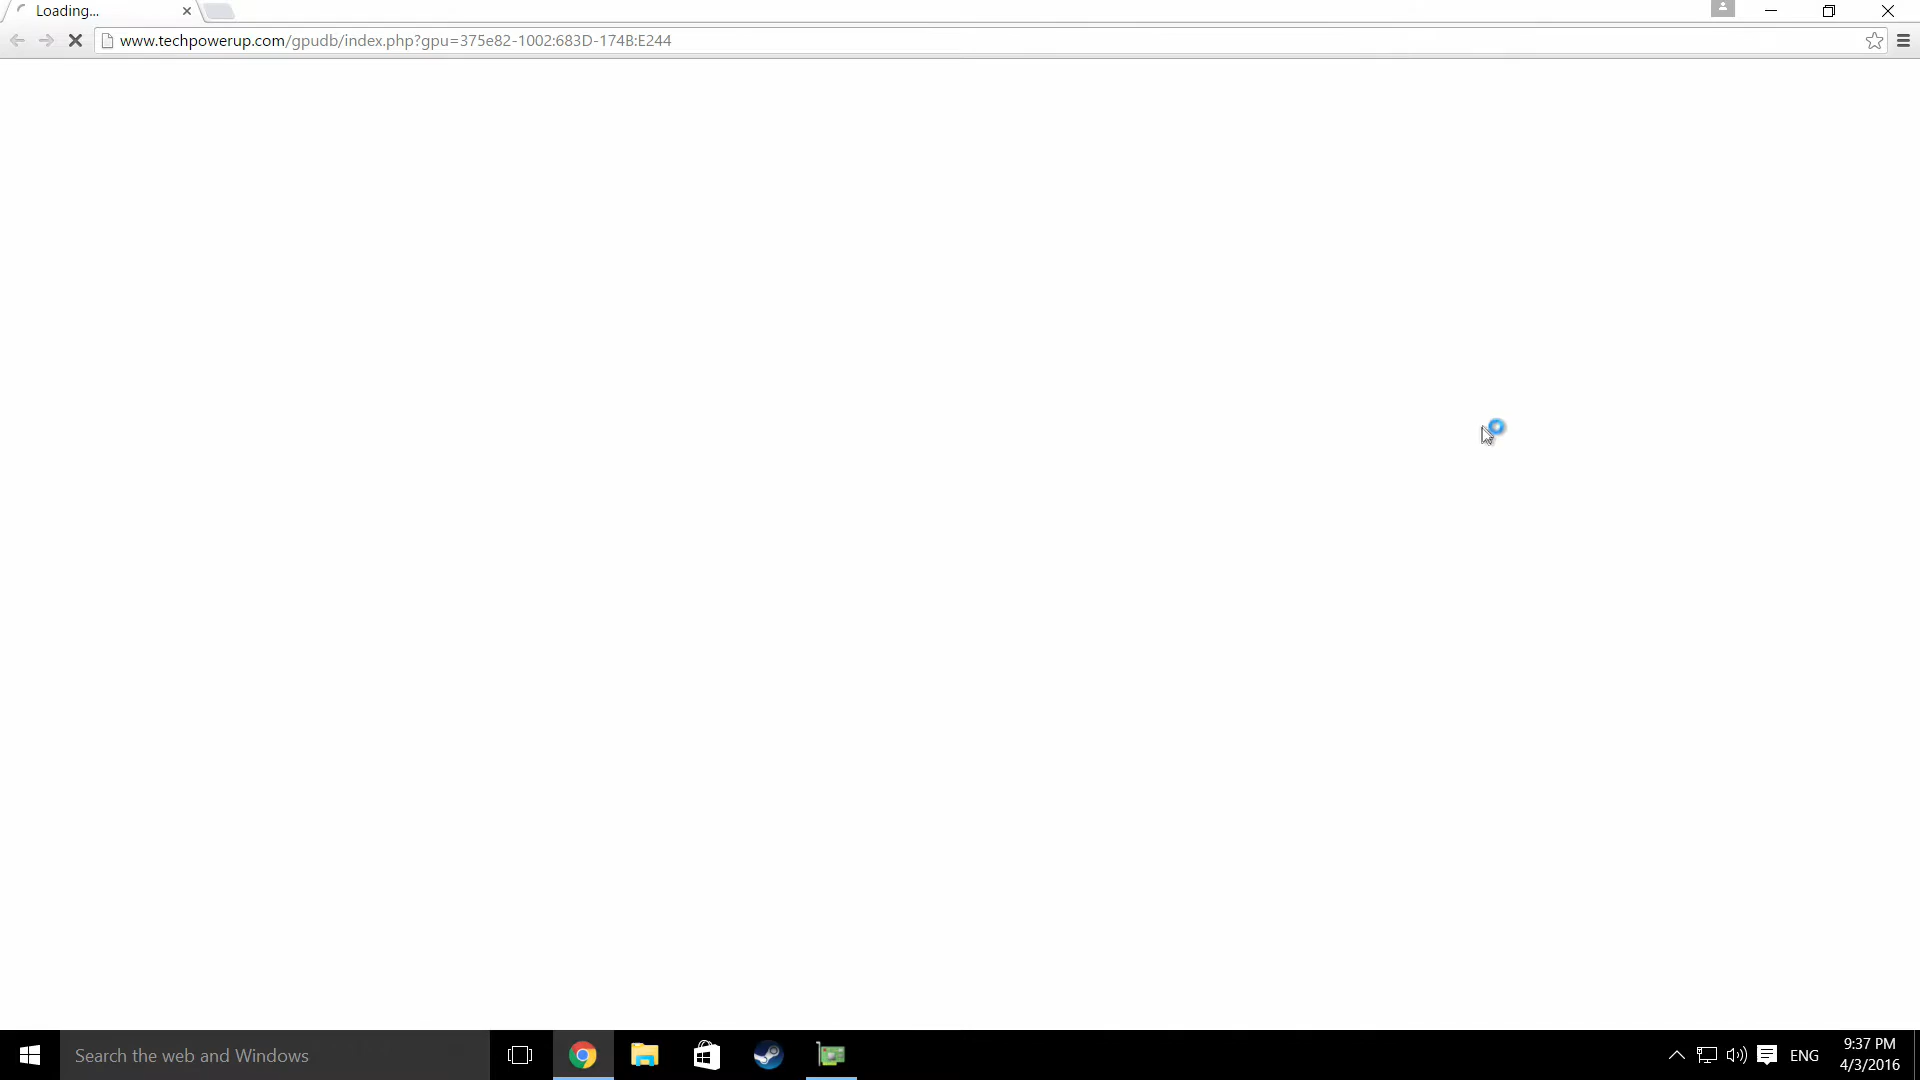 Loading...
www.techpowerup.com/gpudb/index.php?gpu=375e82-1002:683D-174B:E244
Search the web and Windows
ENG
9:37 PM
4/3/2016